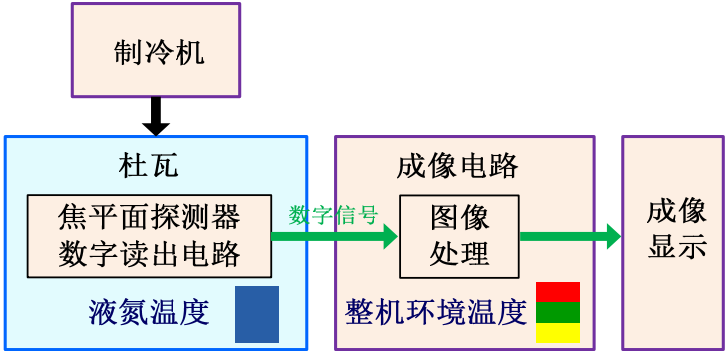 制冷机
杜瓦
焦平面探测器
数字读出电路
液氮温度
数字信号
成像电路
图像
处理
整机环境温度
成像
显示